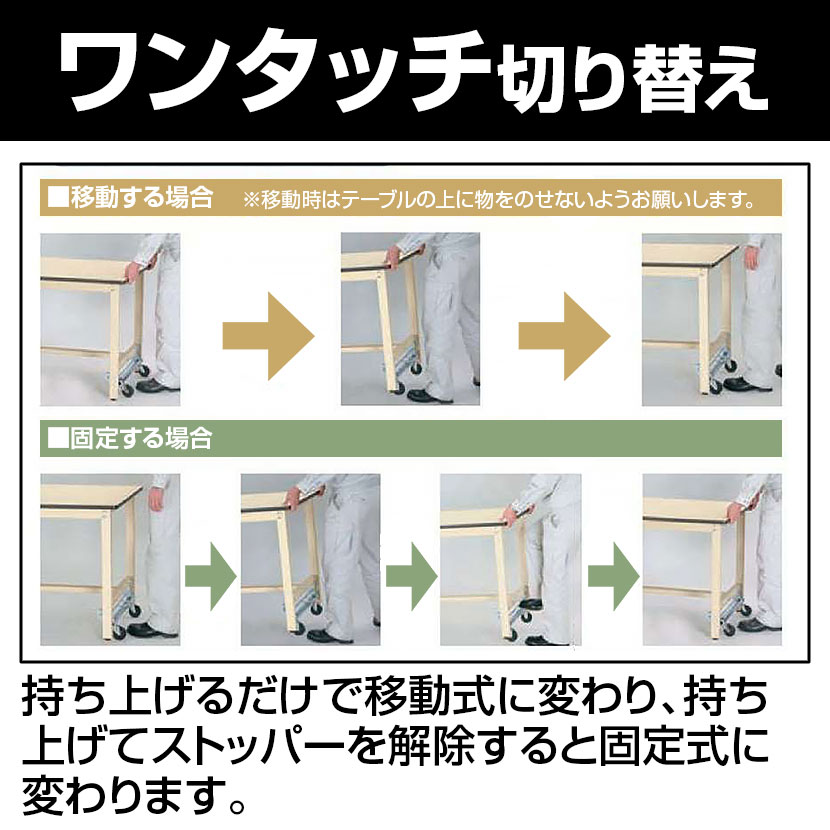 ワンタッチ切り替え
■移動する場合 ※移動時はテーブルの上に物をのせないようお願いします。
■固定する場合
持ち上げるだけで移動式に変わり、持ち
上げてストッパーを解除すると固定式に
変わります。